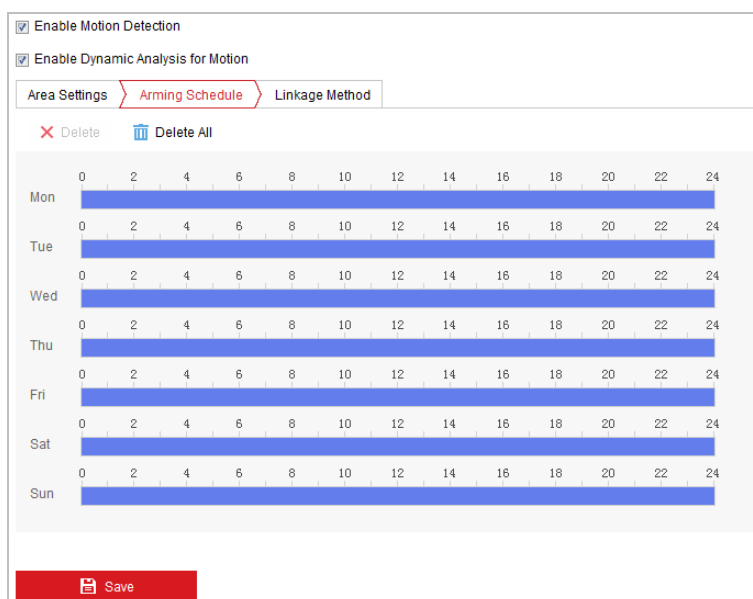 Enable Motion Detection
Enable Dynamic Analysis for Motion
Area Settings Arming Schedule Linkage Method
Delete Delete All
0 2 4 6 8 10 12 14 16 18 20 22 24
Mon
0 2 4 6 8 10 12 14 16 18 20 22 24
Tue
0 2 4 6 8 10 12 14 16 18 20 22 24
Wed
0 2 4 6 8 10 12 14 16 18 20 22 24
Thu
0 2 4 6 8 10 12 14 16 18 20 22 24
Fri
0 2 4 6 8 10 12 14 16 18 20 22 24
Sat
0 2 4 6 8 10 12 14 16 18 20 22 24
Sun
Save